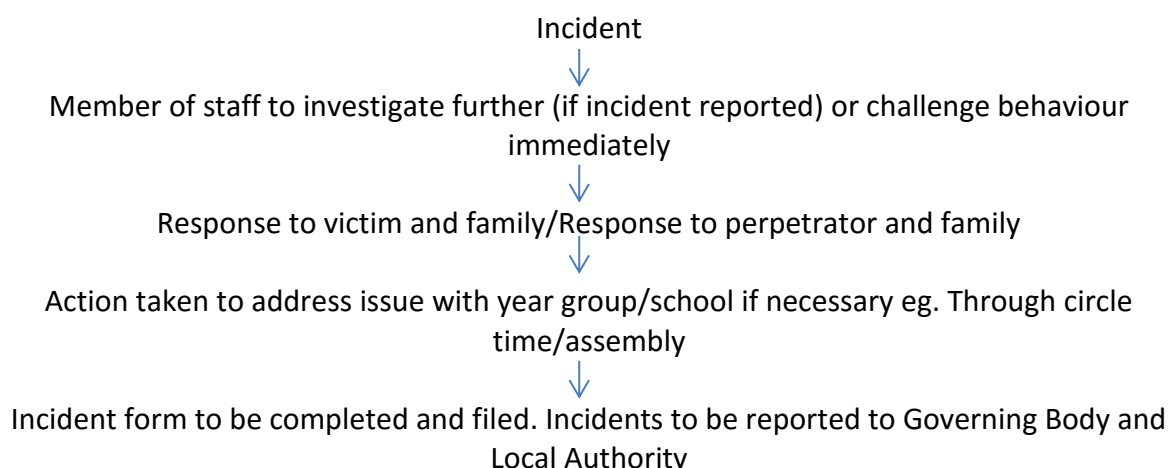 Incident
Member of staff to investigate further (if incident reported) or challenge behaviour
immediately
Response to victim and family/Response to perpetrator and family
Action taken to address issue with year group/school if necessary eg. Through circle
time/assembly
Incident form to be completed and filed. Incidents to be reported to Governing Body and
Local Authority